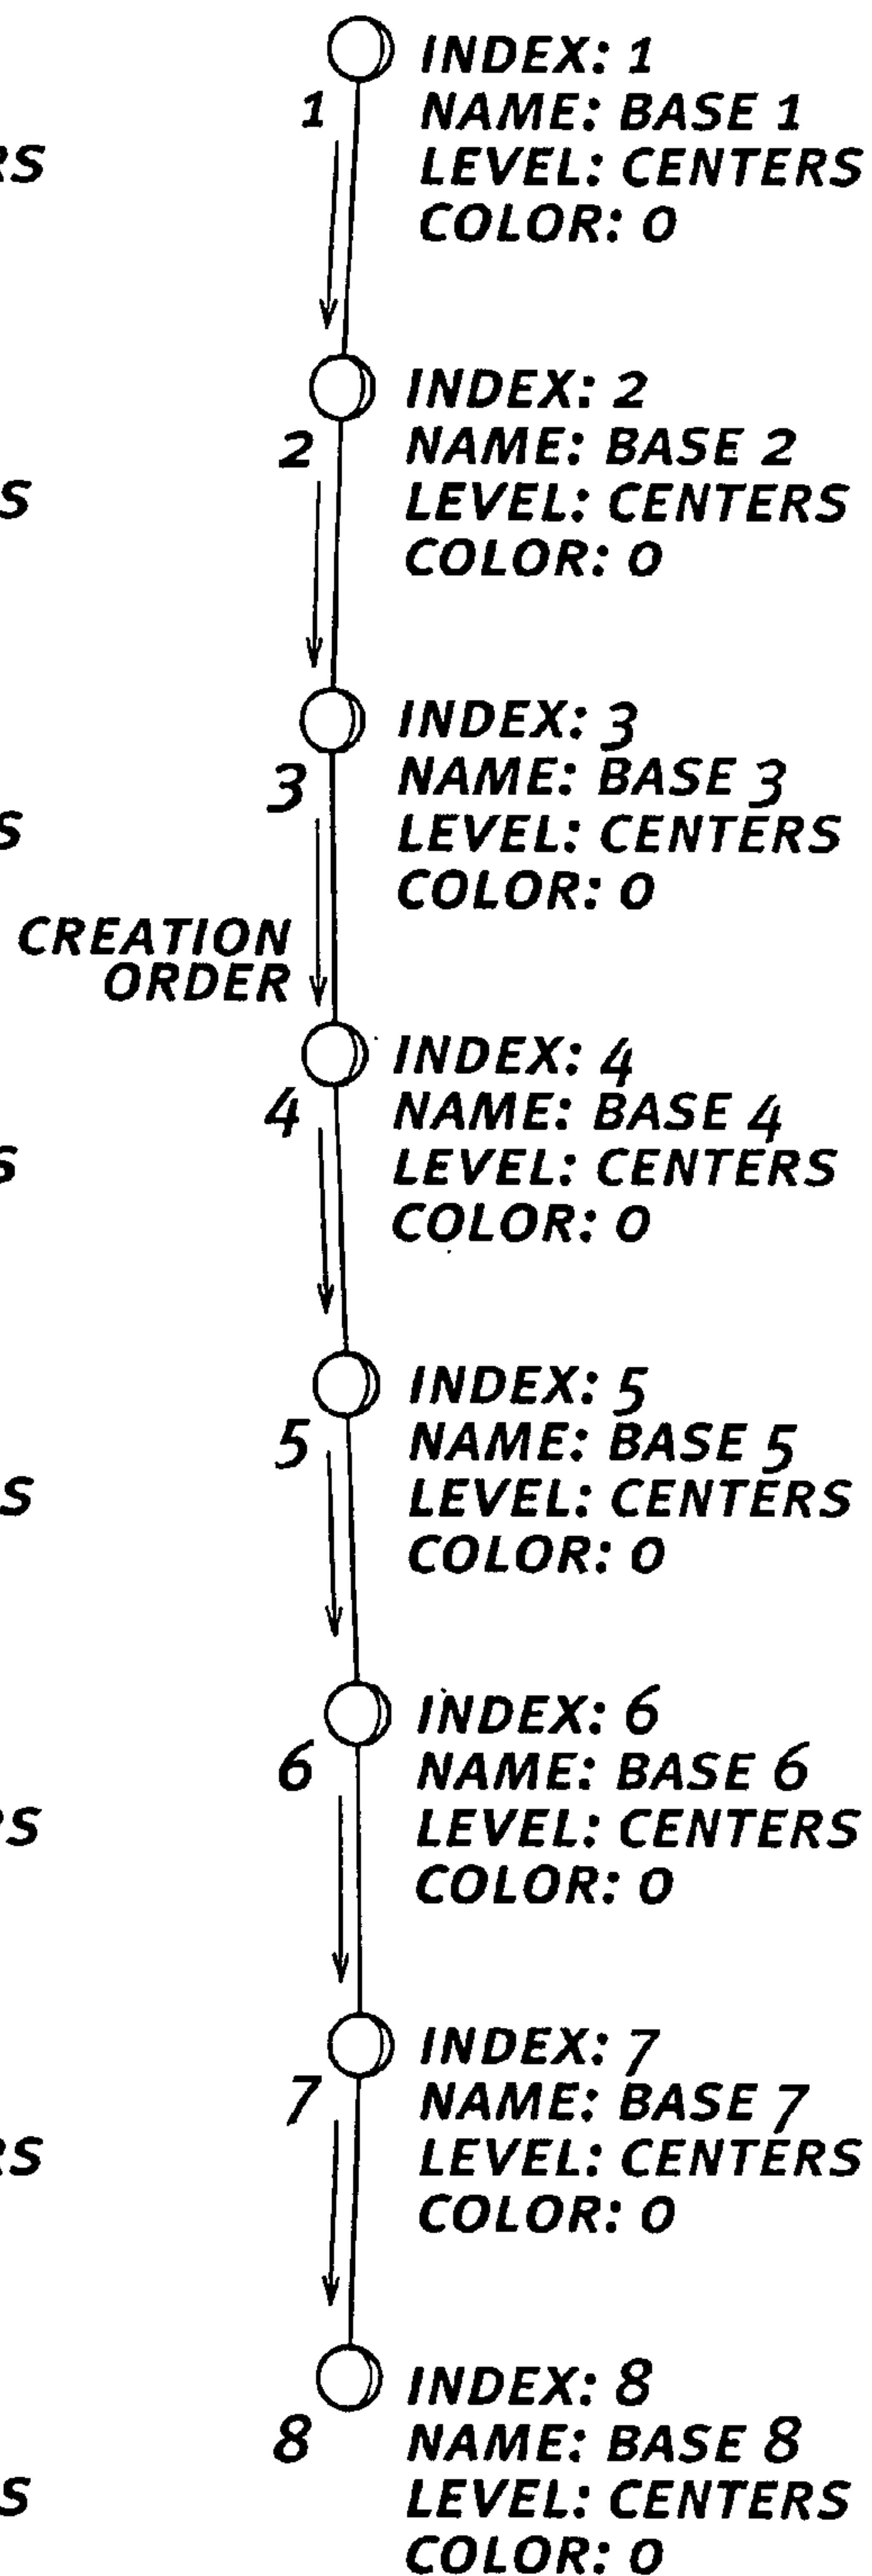 INDEX: 1
1
NAME: BASE 1
RS
LEVEL: CENTERS
COLOR: 0
INDEX: 2
2
NAME: BASE 2
S
LEVEL: CENTERS
COLOR: 0
INDEX: 3
3
NAME: BASE 3
S
LEVEL: CENTERS
COLOR: 0
CREATION
ORDER
INDEX: 4
4
NAME: BASE 4
S
LEVEL: CENTERS
COLOR: 0
INDEX: 5
5
NAME: BASE 5
S
LEVEL: CENTERS
COLOR: 0
INDEX: 6
6
NAME: BASE 6
RS
LEVEL: CENTERS
COLOR: 0
INDEX: 7
7
NAME: BASE 7
RS
LEVEL: CENTERS
COLOR: 0
INDEX: 8
8
NAME: BASE 8
S
LEVEL: CENTERS
COLOR: 0